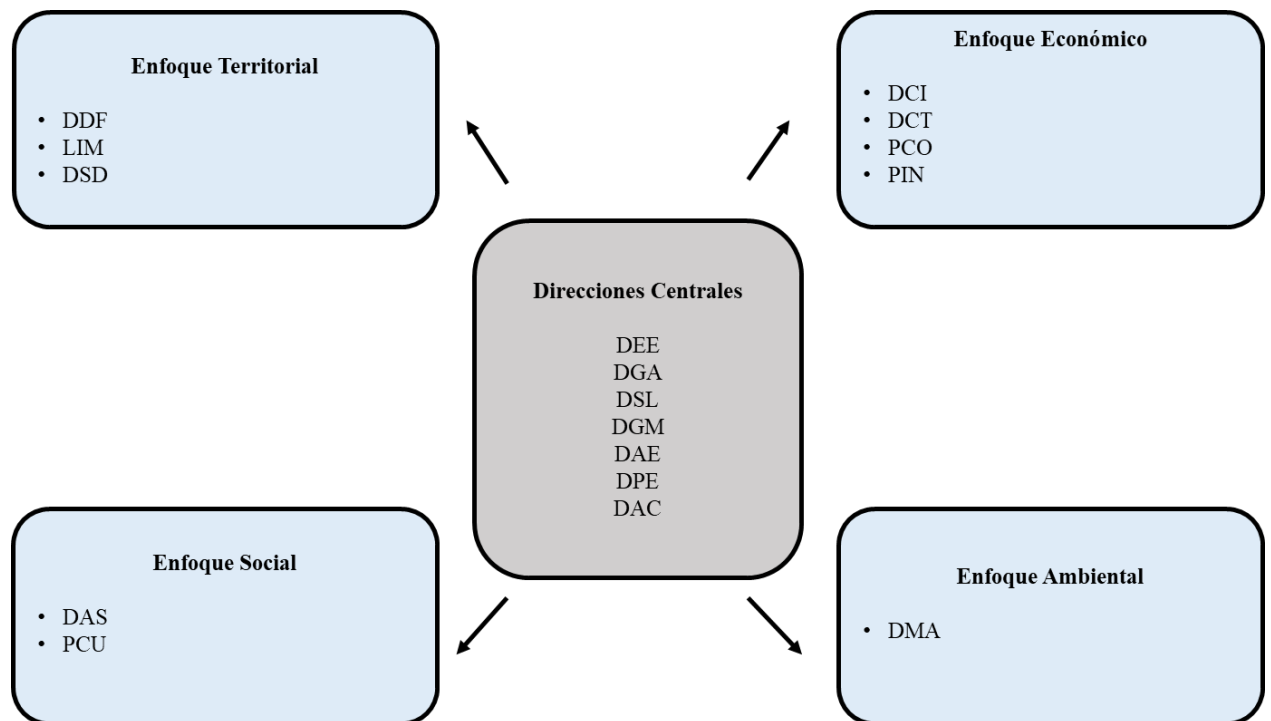 Enfoque Territorial
• DDF
• LIM
• DSD
Enfoque Económico
• DCI
• DCT
• PCO
• PIN
Direcciones Centrales
DEE
DGA
DSL
DGM
DAE
DPE
DAC
Enfoque Social
• DAS
• PCU
Enfoque Ambiental
• DMA